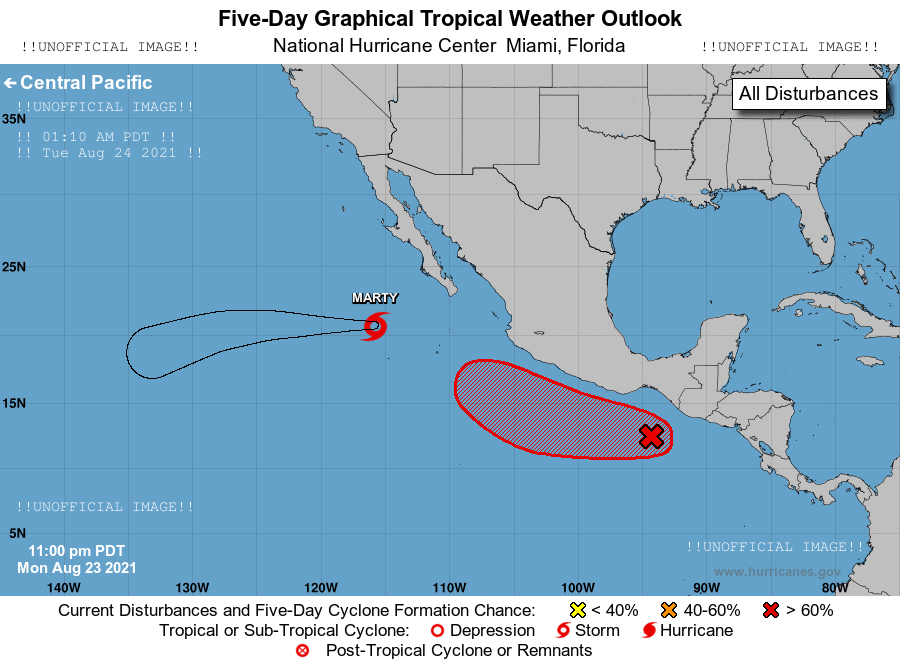 Five-Day Graphical Tropical Weather Outlook
!!UNOFFICIAL IMAGE!! National Hurricane Center  Miami, Florida !!UNOFFICIAL IMAGE!!
← Central Pacific
All Disturbances
!!UNOFFICIAL IMAGE!!
35N
!! 01:10 AM PDT !!
!! Tue Aug 24 2021 !!
25N
MARTY
15N
!!UNOFFICIAL IMAGE!!
5N
11:00 pm PDT
Mon Aug 23 2021
!!UNOFFICIAL IMAGE!!
www.hurricanes.gov
140W 130W 120W 110W 100W 90W 80W
Current Disturbances and Five-Day Cyclone Formation Chance: < 40% 40-60% > 60%
Tropical or Sub-Tropical Cyclone: Depression Storm Hurricane
Post-Tropical Cyclone or Remnants